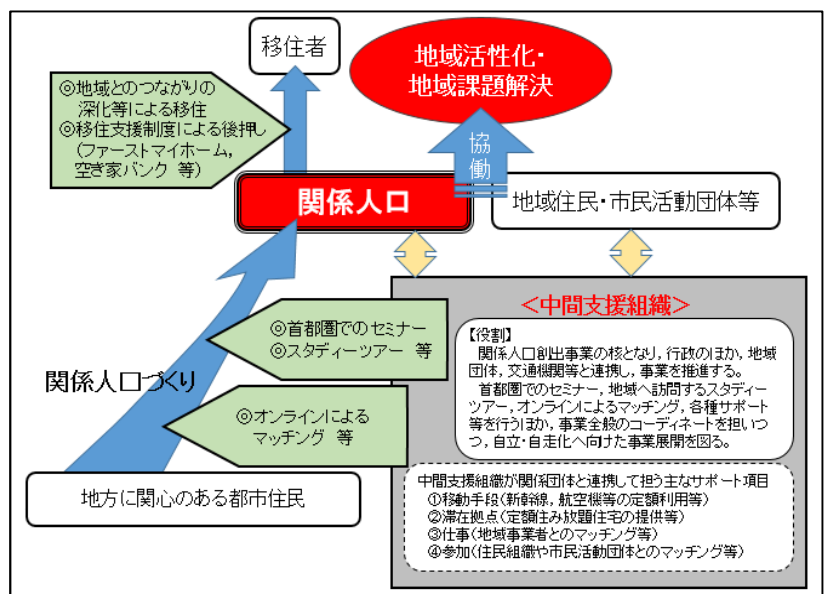 移住者
地域活性化・
地域課題解決
◎地域とのつながりの
深化等による移住
◎移住支援制度による後押し
(ファーストマイホーム,
空き家バンク 等)
協
働
関係人口
地域住民・市民活動団体等
<中間支援組織>
【役割】
関係人口創出事業の核となり,行政のほか,地域
団体,交通機関等と連携し,事業を推進する。
首都圏でのセミナー,地域へ訪問するスタディー
ツアー,オンラインによるマッチング,各種サポート
等を行うほか,事業全般のコーディネートを担いつ
つ,自立・自走化へ向けた事業展開を図る。
◎首都圏でのセミナー
◎スタディーツアー 等
関係人口づくり
◎オンラインによる
マッチング 等
地方に関心のある都市住民
中間支援組織が関係団体と連携して担う主なサポート項目
①移動手段(新幹線,航空機等の定額利用等)
②滞在拠点(定額住み放題住宅の提供等)
③仕事(地域事業者とのマッチング等)
④参加(住民組織や市民活動団体とのマッチング等)